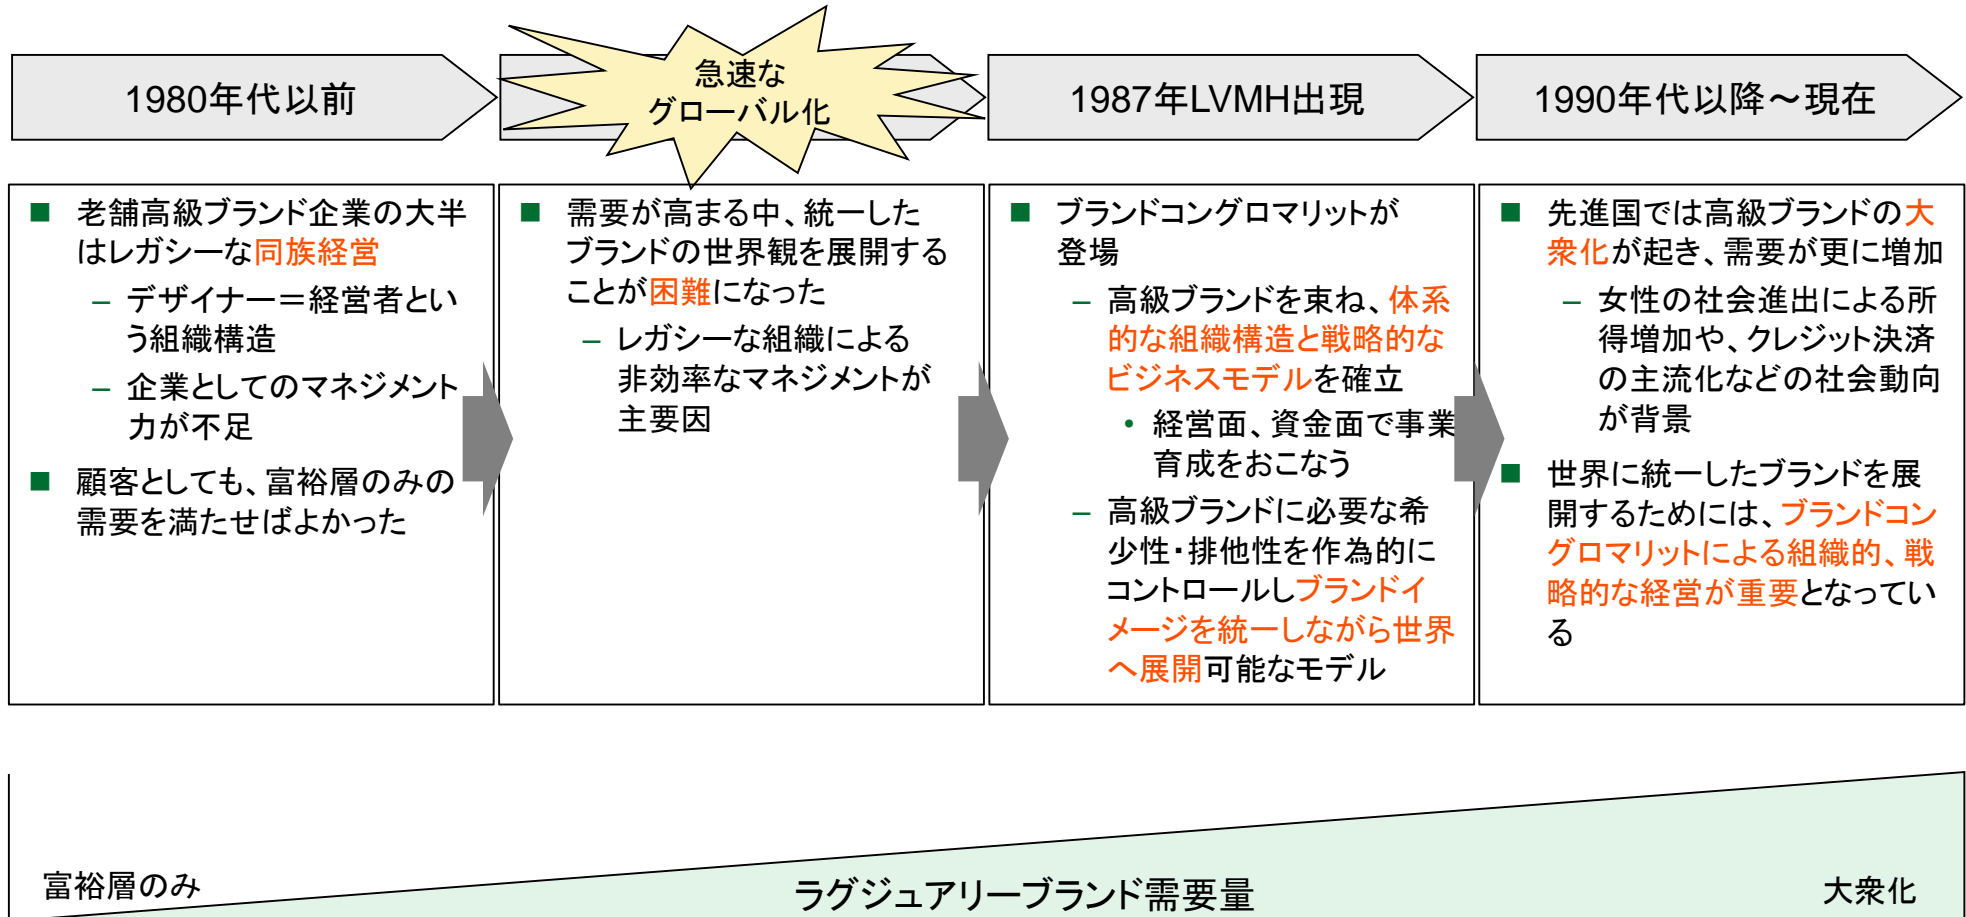 1980年代以前
急速な
グローバル化
1987年LVMH出現
1990年代以降～現在
■ 老舗高級ブランド企業の大半
はレガシーな同族経営
– デザイナー＝経営者とい
う組織構造
– 企業としてのマネジメント
力が不足
■ 顧客としても、富裕層のみの
需要を満たせばよかった
■ 需要が高まる中、統一した
ブランドの世界観を展開する
ことが困難になった
– レガシーな組織による
非効率なマネジメントが
主要因
■ ブランドコングロマリットが
登場
– 高級ブランドを束ね、体系
的な組織構造と戦略的な
ビジネスモデルを確立
• 経営面、資金面で事業
育成をおこなう
– 高級ブランドに必要な希
少性・排他性を作為的に
コントロールしブランドイ
メージを統一しながら世界
へ展開可能なモデル
■ 先進国では高級ブランドの大
衆化が起き、需要が更に増加
– 女性の社会進出による所
得増加や、クレジット決済
の主流化などの社会動向
が背景
■ 世界に統一したブランドを展
開するためには、ブランドコン
グロマリットによる組織的、戦
略的な経営が重要となってい
る
富裕層のみ
ラグジュアリーブランド需要量
大衆化